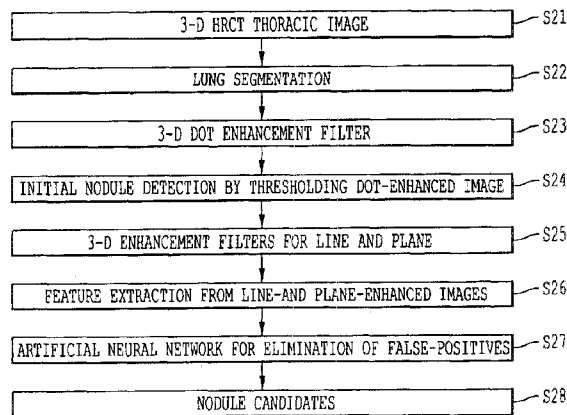 3-D HRCT THORACIC IMAGE S21
LUNG SEGMENTATION S22
3-D DOT ENHANCEMENT FILTER S23
INITIAL NODULE DETECTION BY THRESHOLDING DOT-ENHANCED IMAGE S24
3-D ENHANCEMENT FILTERS FOR LINE AND PLANE S25
FEATURE EXTRACTION FROM LINE-AND PLANE-ENHANCED IMAGES S26
ARTIFICIAL NEURAL NETWORK FOR ELIMINATION OF FALSE-POSITIVES S27
NODULE CANDIDATES S28